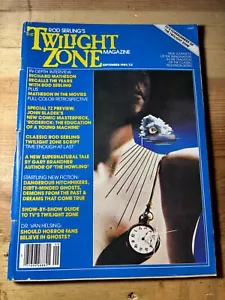 ROD SERLING'S
TWILIGHT
ZONE
MAGAZINE
SEPTEMBER 1981/$2
IN-DEPTH INTERVIEW:
RICHARD MATHESON
RECALLS THE YEARS
WITH ROD SERLING
PLUS
MATHESON IN THE MOVIES
FULL-COLOR RETROSPECTIVE
SPECIAL TZ PREVIEW:
JOHN SLADEK'S
NEW COMIC MASTERPIECE,
'RODERICK: THE EDUCATION
OF A YOUNG MACHINE'
CLASSIC ROD SERLING
TWILIGHT ZONE SCRIPT
'TIME ENOUGH AT LAST'
A NEW SUPERNATURAL TALE
BY GARY BRANDNER
AUTHOR OF 'THE HOWLING'
STARTLING NEW FICTION:
DANGEROUS HITCHHIKERS,
DIRTY-MINDED GHOSTS,
DEMONS FROM THE PAST &
DREAMS THAT COME TRUE
SHOW-BY-SHOW GUIDE
TO TV'S TWILIGHT ZONE
DR. VAN HELSING:
SHOULD HORROR FANS
BELIEVE IN GHOSTS?